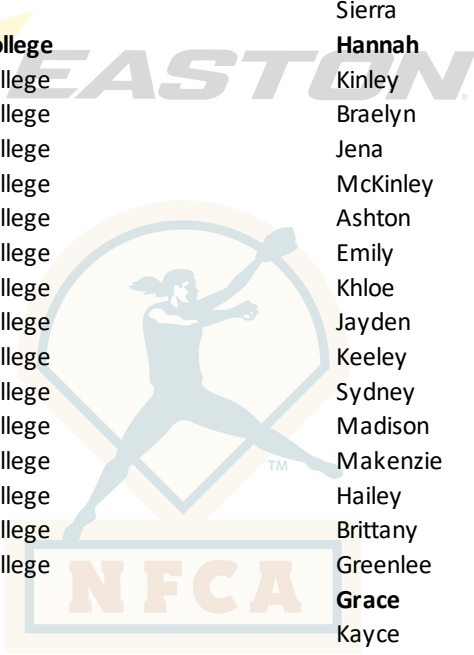 Sierra
ollege Hannah
EASTON
llege Kinley
llege Braelyn
llege Jena
llege McKinley
llege Ashton
llege Emily
llege Khloe
llege Jayden
llege Keeley
llege Sydney
llege Madison
llege Makenzie
TM
llege Hailey
llege Brittany
llege Greenlee
NFCA
Grace
Kayce